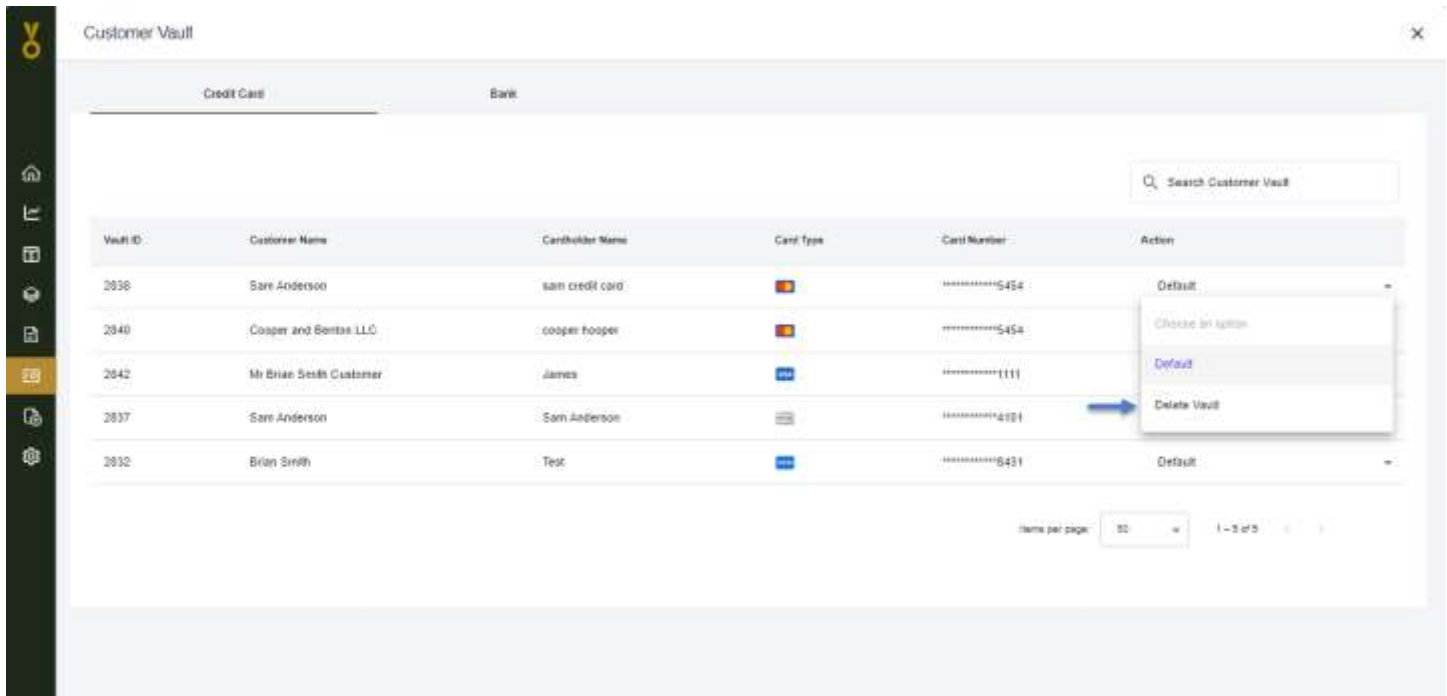 Customer Vault
Credit Card Bank
Search Customer Vault
Vault ID Customer Name Cardholder Name Card Type Card Number Action
2838 Sam Anderson sam credit card ************5454 Default
2840 Cooper and Benton LLC cooper hooper ************5454
Choose an option
2842 Mr Brian Smith Customer James VISA ************1111
Default
2837 Sam Anderson Sam Anderson ************4101
Delete Vault
2832 Brian Smith Test ************8431 Default
Items per page: 50 1 – 5 of 5